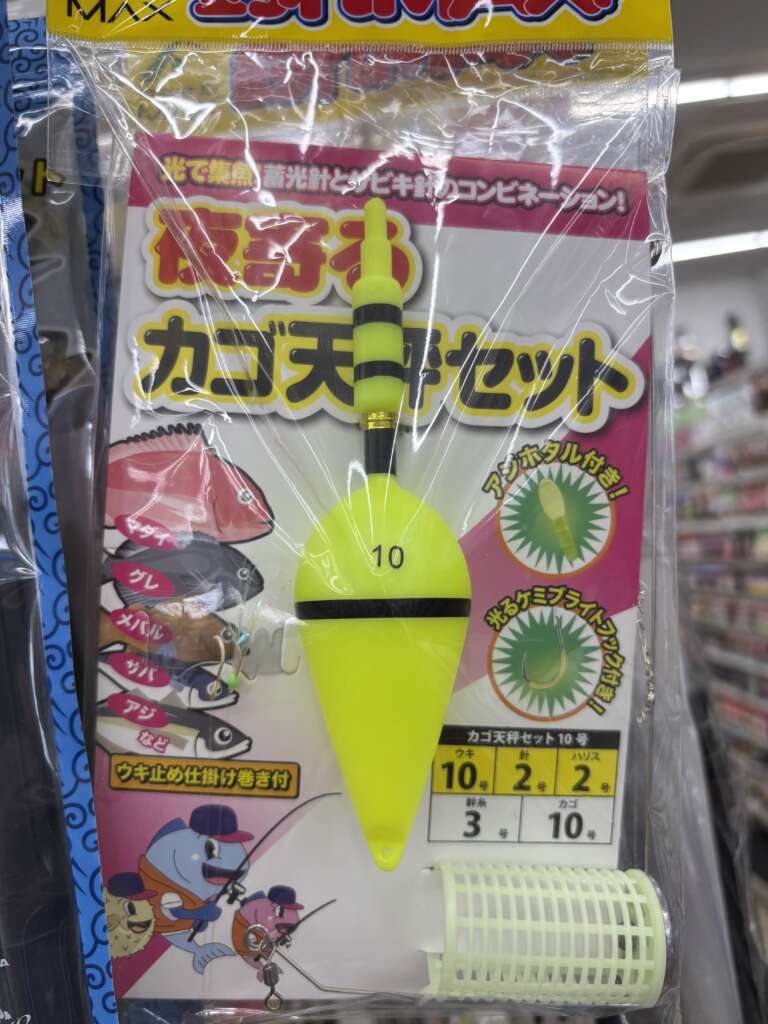 MAX
光で集魚!蓄光針とサビキ針のコンビネーション!
夜寄る
カゴ天秤セット
アジホタル付き!
10
マダイ
グレ
メバル
サバ
アジ
など
光るケミブライトフック付き!
ウキ止め仕掛け巻き付
カゴ天秤セット10号
ウキ 針 ハリス
10号 2号 2号
幹糸 カゴ
3号 10号